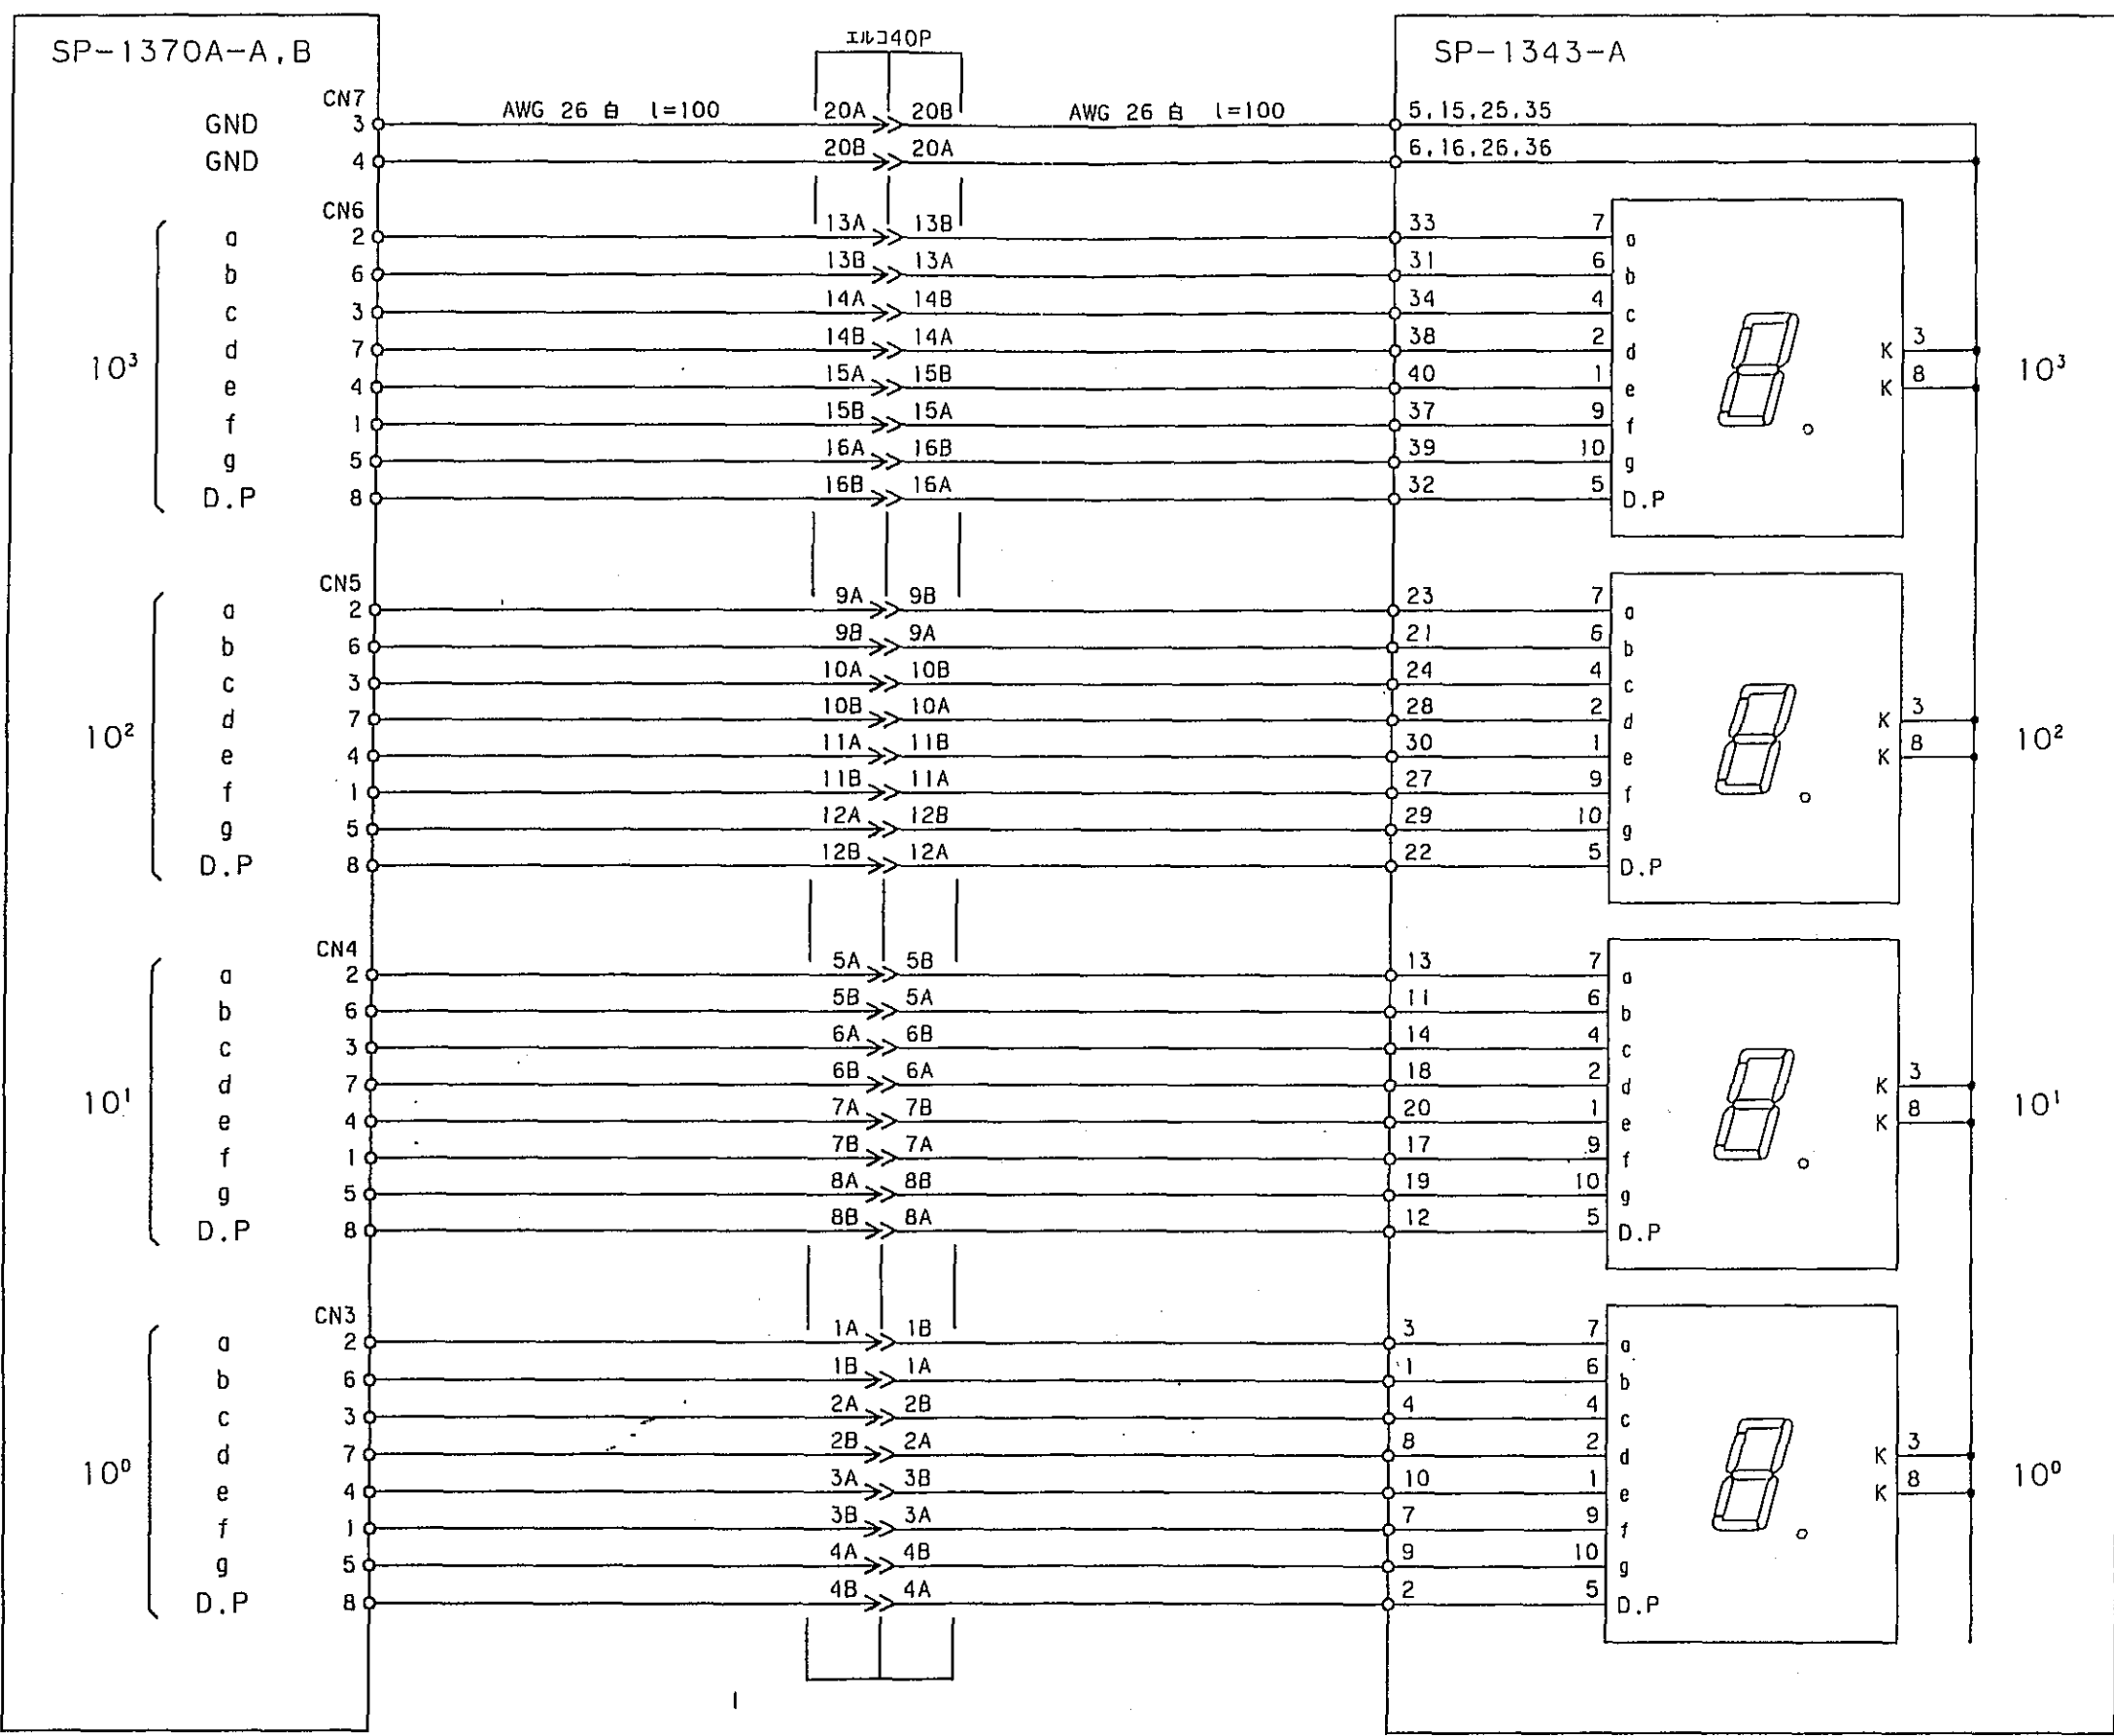 エルコ40P
SP-1370A-A,B SP-1343-A
CN7
GND 3 AWG 26 白 l=100 20A 20B AWG 26 白 l=100 5,15,25,35
GND 4 20B 20A 6,16,26,36
CN6
a 2 13A 13B 33 7 a
b 6 13B 13A 31 6 b
c 3 14A 14B 34 4 c
d 7 14B 14A 38 2 d K 3
10³ 10³
e 4 15A 15B 40 1 e K 8
f 1 15B 15A 37 9 f
g 5 16A 16B 39 10 g
D.P 8 16B 16A 32 5 D.P
CN5
a 2 9A 9B 23 7 a
b 6 9B 9A 21 6 b
c 3 10A 10B 24 4 c
d 7 10B 10A 28 2 d K 3
10² 10²
e 4 11A 11B 30 1 e K 8
f 1 11B 11A 27 9 f
g 5 12A 12B 29 10 g
D.P 8 12B 12A 22 5 D.P
CN4
a 2 5A 5B 13 7 a
b 6 5B 5A 11 6 b
c 3 6A 6B 14 4 c
d 7 6B 6A 18 2 d K 3
10¹ 10¹
e 4 7A 7B 20 1 e K 8
f 1 7B 7A 17 9 f
g 5 8A 8B 19 10 g
D.P 8 8B 8A 12 5 D.P
CN3
a 2 1A 1B 3 7 a
b 6 1B 1A 1 6 b
c 3 2A 2B 4 4 c
d 7 2B 2A 8 2 d K 3
10⁰ 10⁰
e 4 3A 3B 10 1 e K 8
f 1 3B 3A 7 9 f
g 5 4A 4B 9 10 g
D.P 8 4B 4A 2 5 D.P